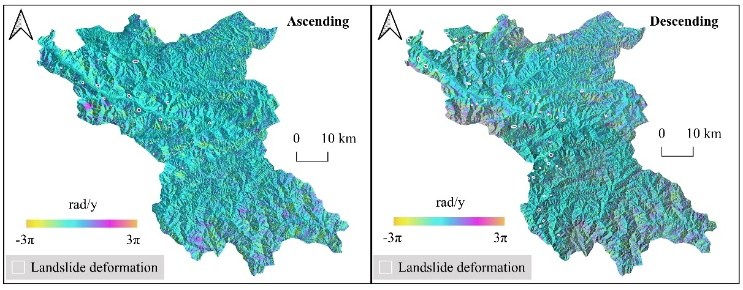 Ascending
0 10 km
rad/y
-3π 3π
Landslide deformation
Descending
0 10 km
rad/y
-3π 3π
Landslide deformation